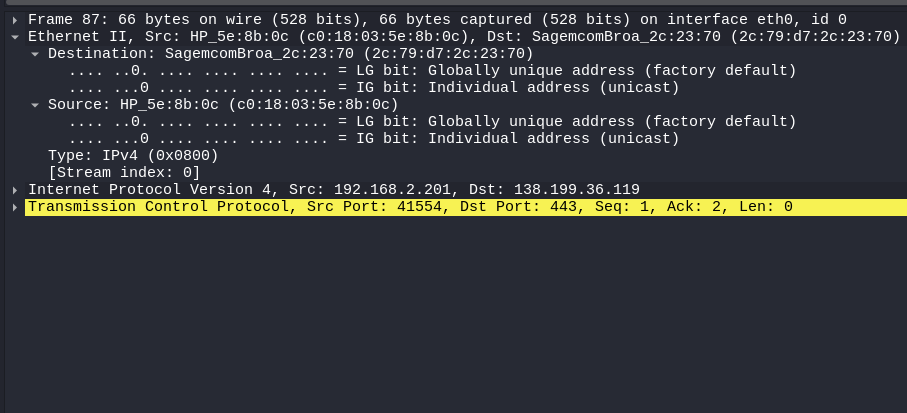 Frame 87: 66 bytes on wire (528 bits), 66 bytes captured (528 bits) on interface eth0, id 0
Ethernet II, Src: HP_5e:8b:0c (c0:18:03:5e:8b:0c), Dst: SagemcomBroa_2c:23:70 (2c:79:d7:2c:23:70)
Destination: SagemcomBroa_2c:23:70 (2c:79:d7:2c:23:70)
.... ..0. .... .... .... .... = LG bit: Globally unique address (factory default)
.... ...0 .... .... .... .... = IG bit: Individual address (unicast)
Source: HP_5e:8b:0c (c0:18:03:5e:8b:0c)
.... ..0. .... .... .... .... = LG bit: Globally unique address (factory default)
.... ...0 .... .... .... .... = IG bit: Individual address (unicast)
Type: IPv4 (0x0800)
[Stream index: 0]
Internet Protocol Version 4, Src: 192.168.2.201, Dst: 138.199.36.119
Transmission Control Protocol, Src Port: 41554, Dst Port: 443, Seq: 1, Ack: 2, Len: 0